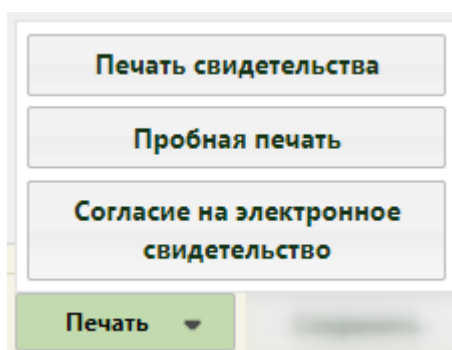 Печать свидетельства
Пробная печать
Согласие на электронное
свидетельство
Печать